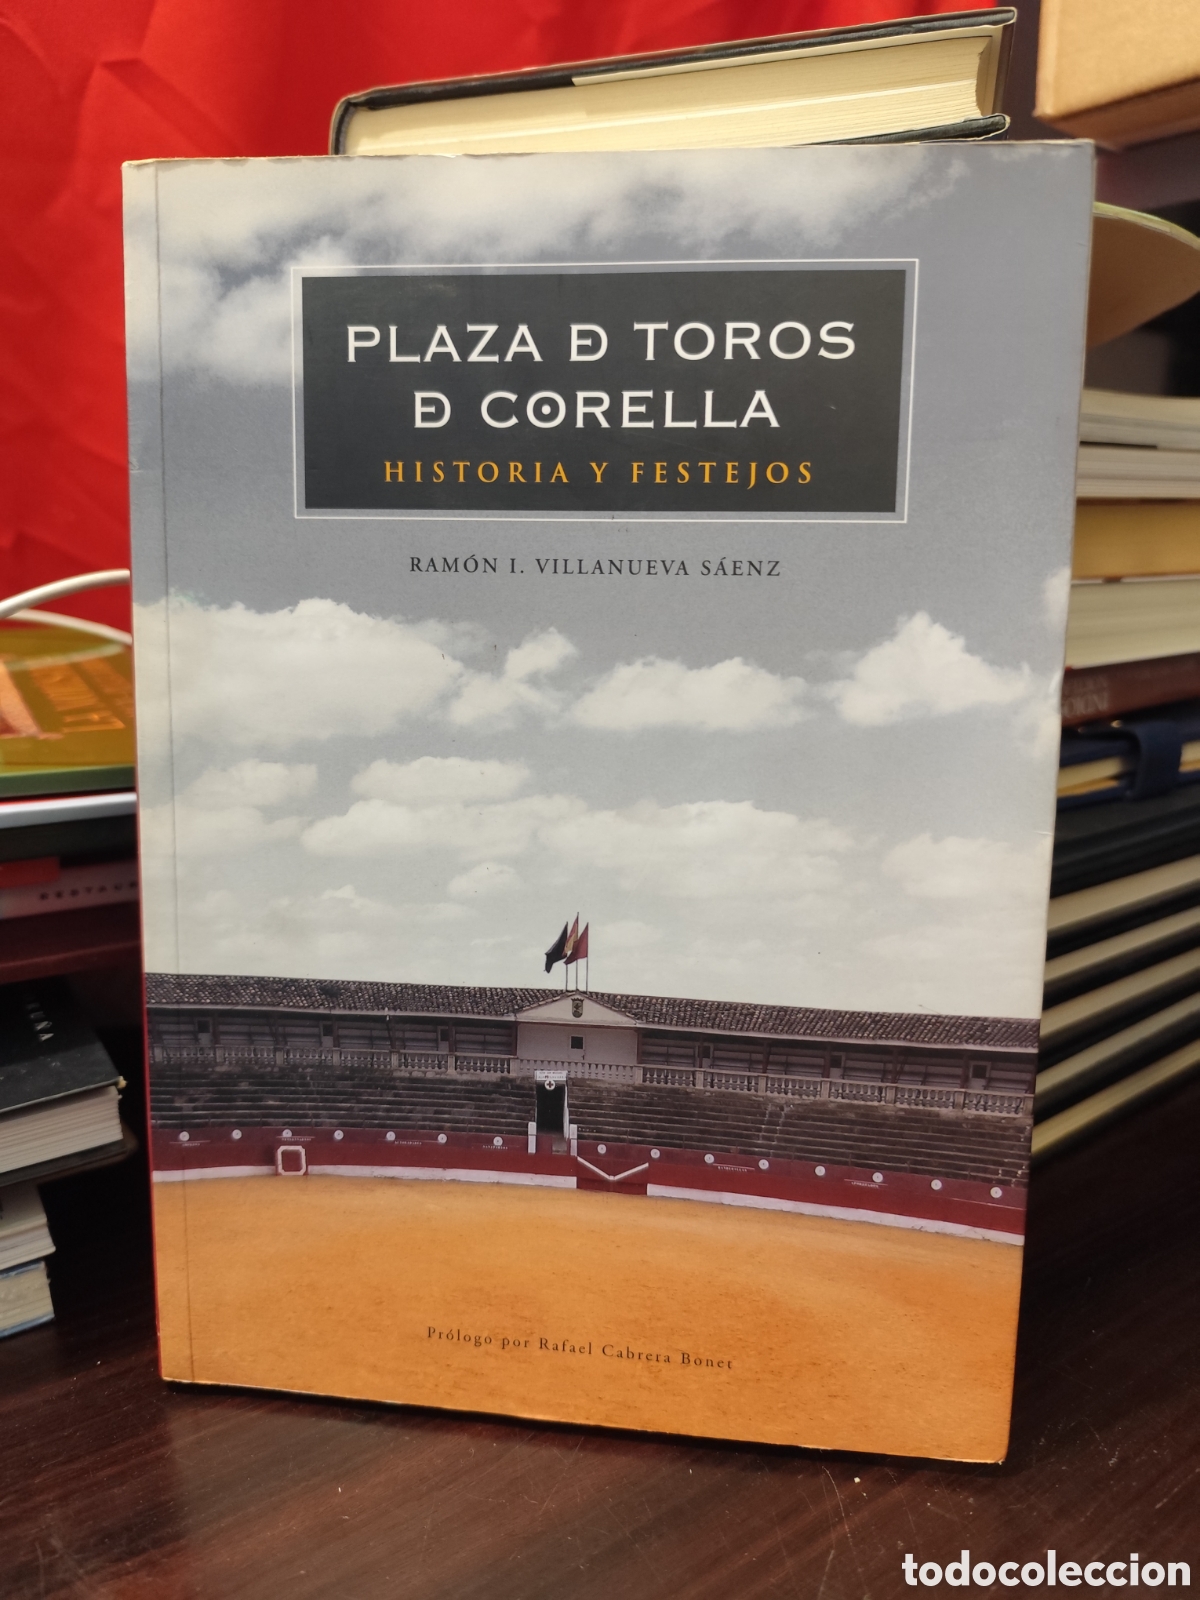 PLAZA Ð TOROS
Ð CORELLA
HISTORIA Y FESTEJOS
RAMÓN I. VILLANUEVA SÁENZ
Prólogo por Rafael Cabrera Bonet
todocoleccion